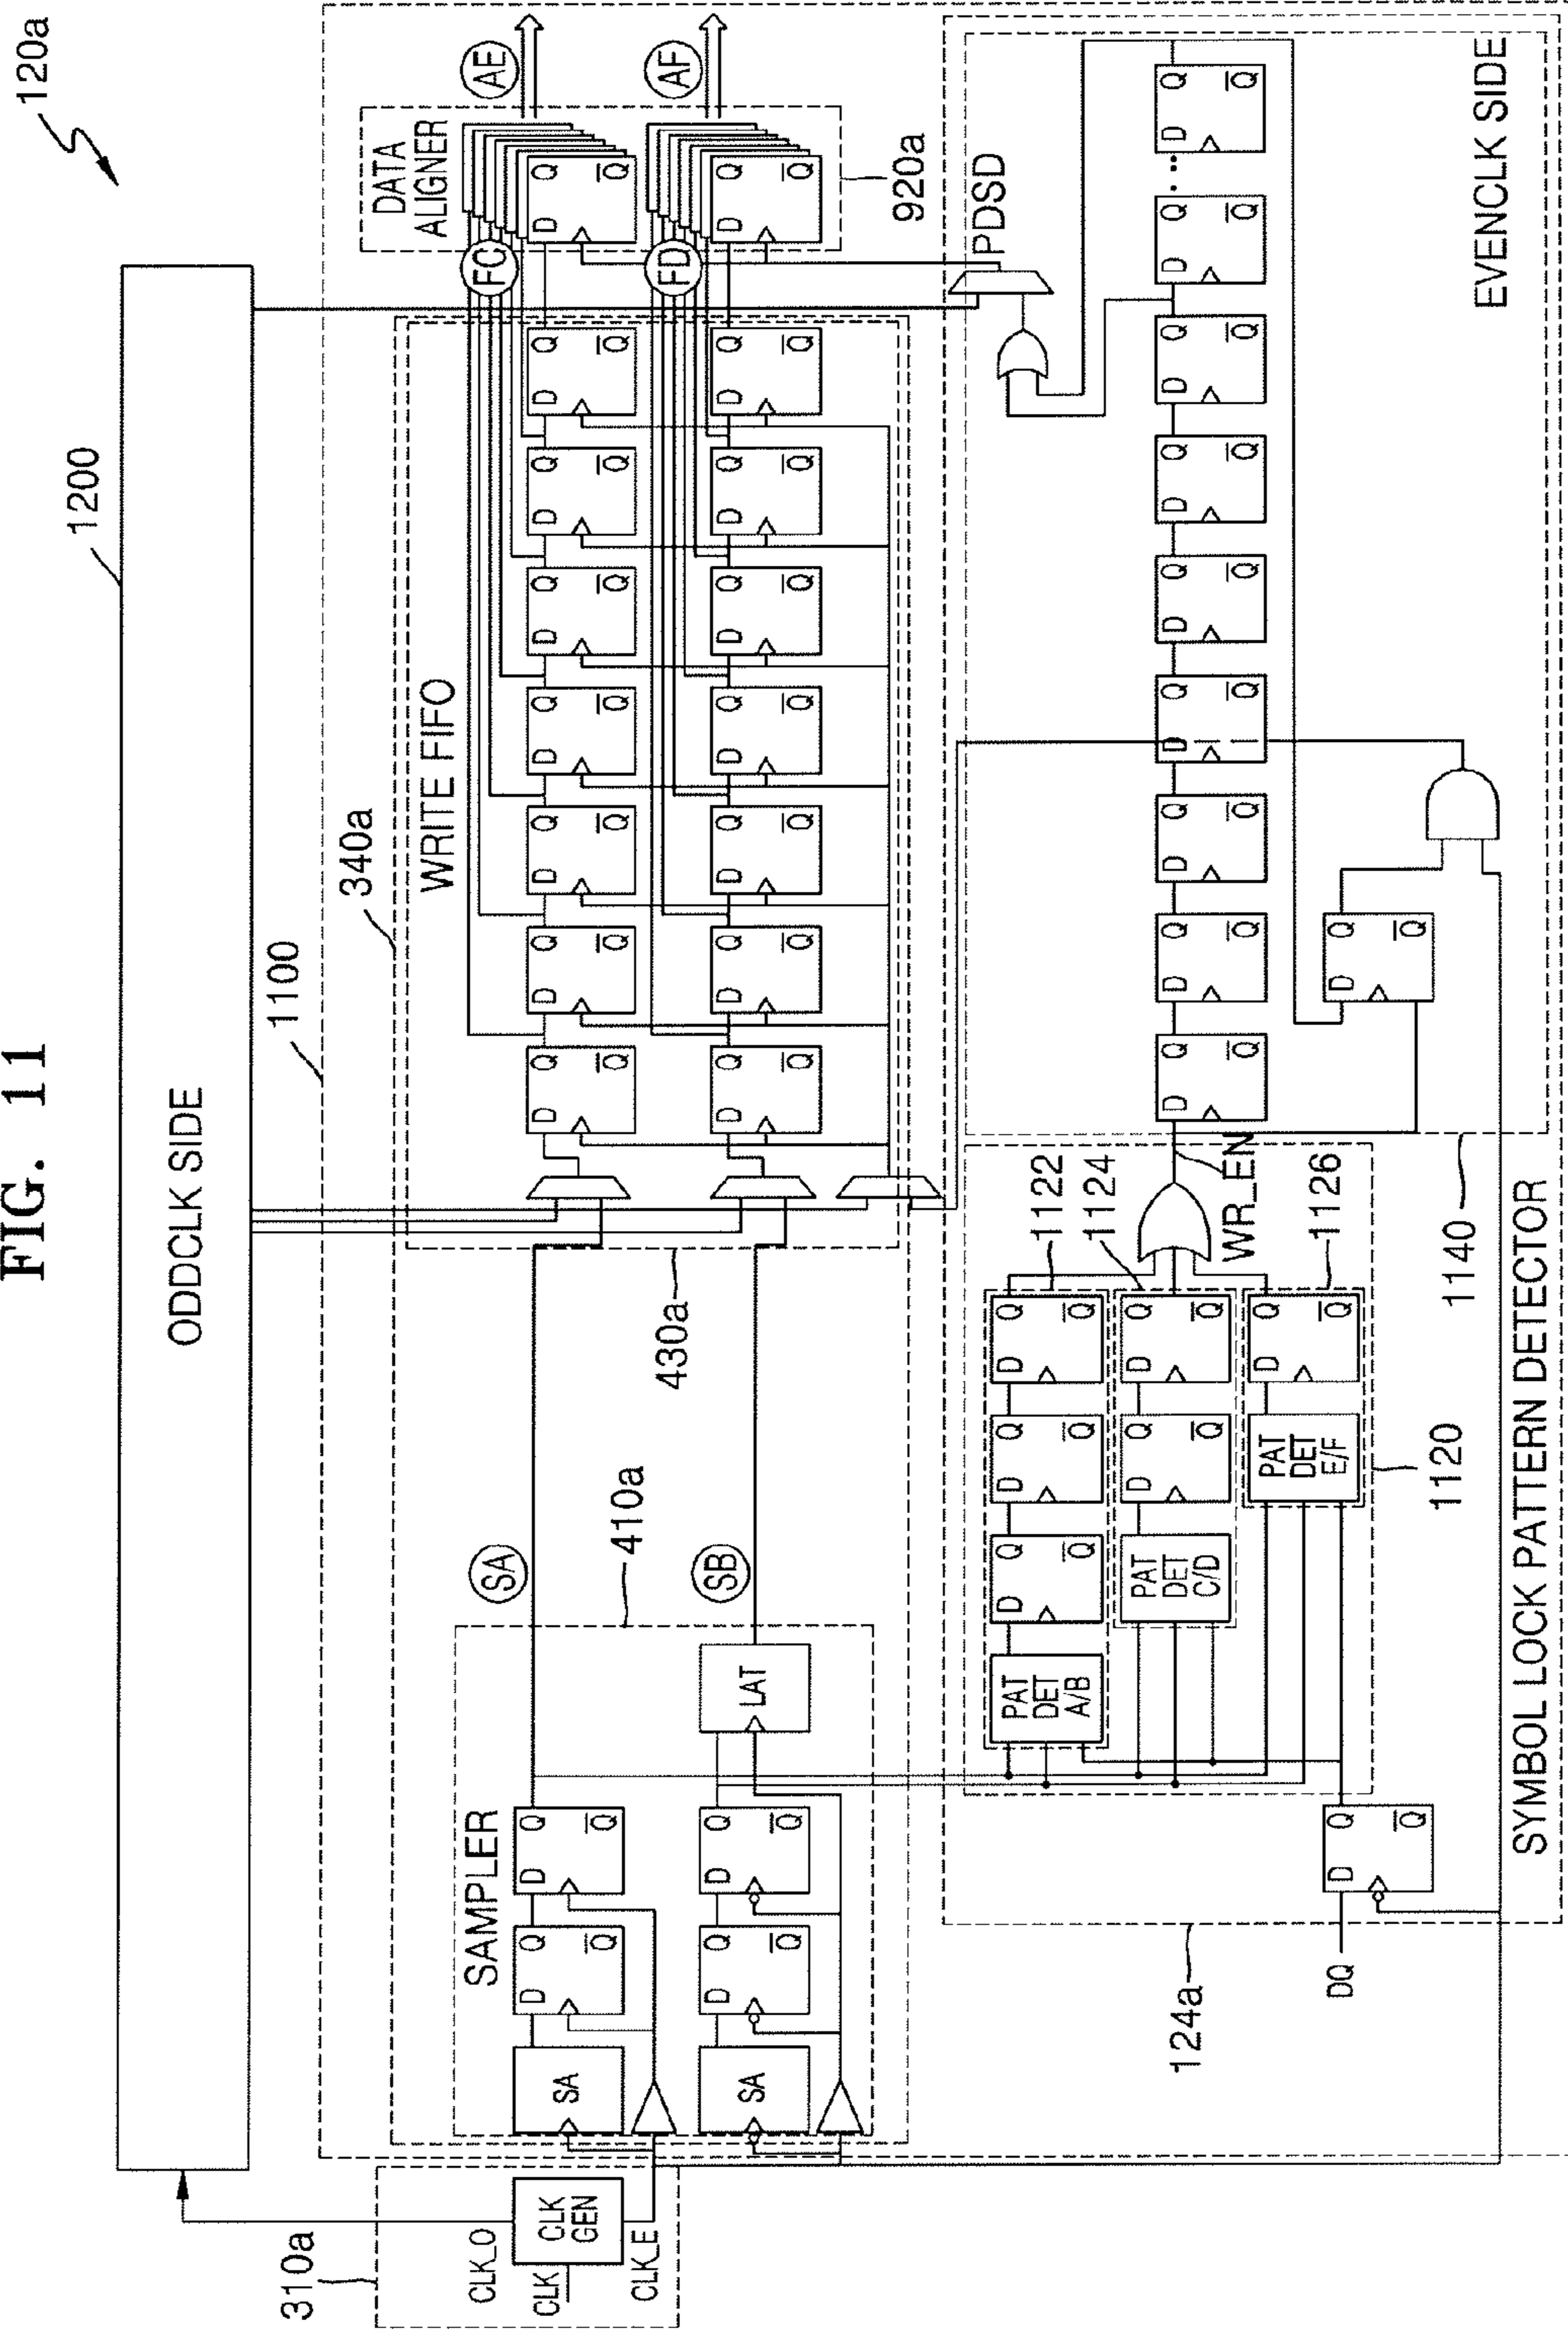 FIG. 11
120a
1200
ODDCLK SIDE
310a
1100
340a
CLK_O
CLK
CLK GEN
CLK_E
SAMPLER
410a
WRITE FIFO
430a
DATA ALIGNER
920a
SA
D Q Q̅
D Q Q̅
SA
D Q Q̅
D Q Q̅
D Q Q̅
D Q Q̅
D Q Q̅
D Q Q̅
D Q Q̅
FC
D Q Q̅
AE
SA
D Q Q̅
D Q Q̅
LAT
SB
D Q Q̅
D Q Q̅
D Q Q̅
D Q Q̅
D Q Q̅
D Q Q̅
D Q Q̅
FD
D Q Q̅
AF
PDSD
124a
PAT DET A/B
D Q Q̅
D Q Q̅
D Q Q̅
1122
PAT DET C/D
D Q Q̅
D Q Q̅
1124
PAT DET E/F
D Q Q̅
1126
WR_EN
1120
D Q Q̅
D Q Q̅
D Q Q̅
D Q Q̅
D Q Q̅
D Q Q̅
D Q Q̅
D Q Q̅
...
D Q Q̅
DQ
D Q Q̅
D Q Q̅
1140
EVENCLK SIDE
SYMBOL LOCK PATTERN DETECTOR